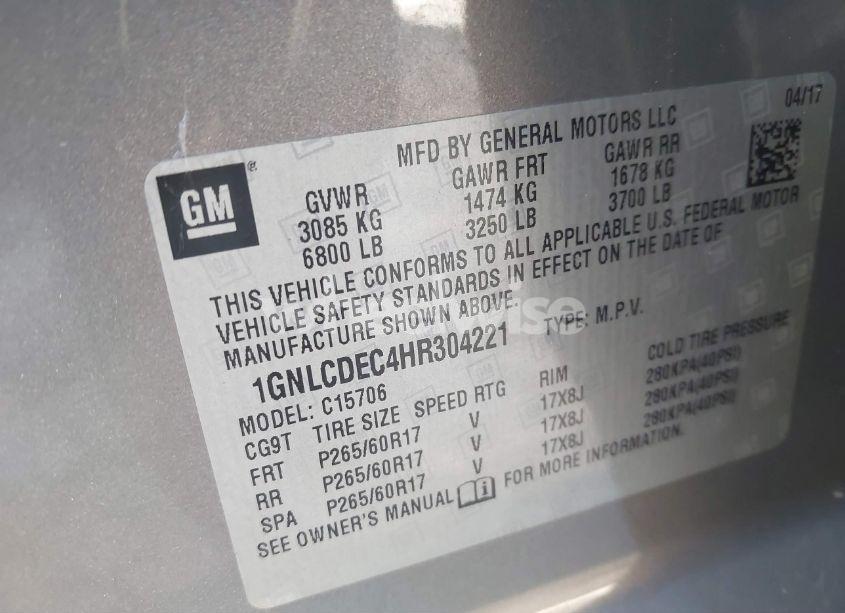 04/17
MFD BY GENERAL MOTORS LLC
GM ®
GVWR GAWR FRT GAWR RR
3085 KG 1474 KG 1678 KG
6800 LB 3250 LB 3700 LB
THIS VEHICLE CONFORMS TO ALL APPLICABLE U.S. FEDERAL MOTOR
VEHICLE SAFETY STANDARDS IN EFFECT ON THE DATE OF
MANUFACTURE SHOWN ABOVE.
1GNLCDEC4HR304221 TYPE: M.P.V.
MODEL: C15706
CG9T TIRE SIZE SPEED RTG RIM COLD TIRE PRESSURE
FRT P265/60R17 V 17X8J 280KPA(40PSI)
RR P265/60R17 V 17X8J 280KPA(40PSI)
SPA P265/60R17 V 17X8J 280KPA(40PSI)
SEE OWNER'S MANUAL i FOR MORE INFORMATION.